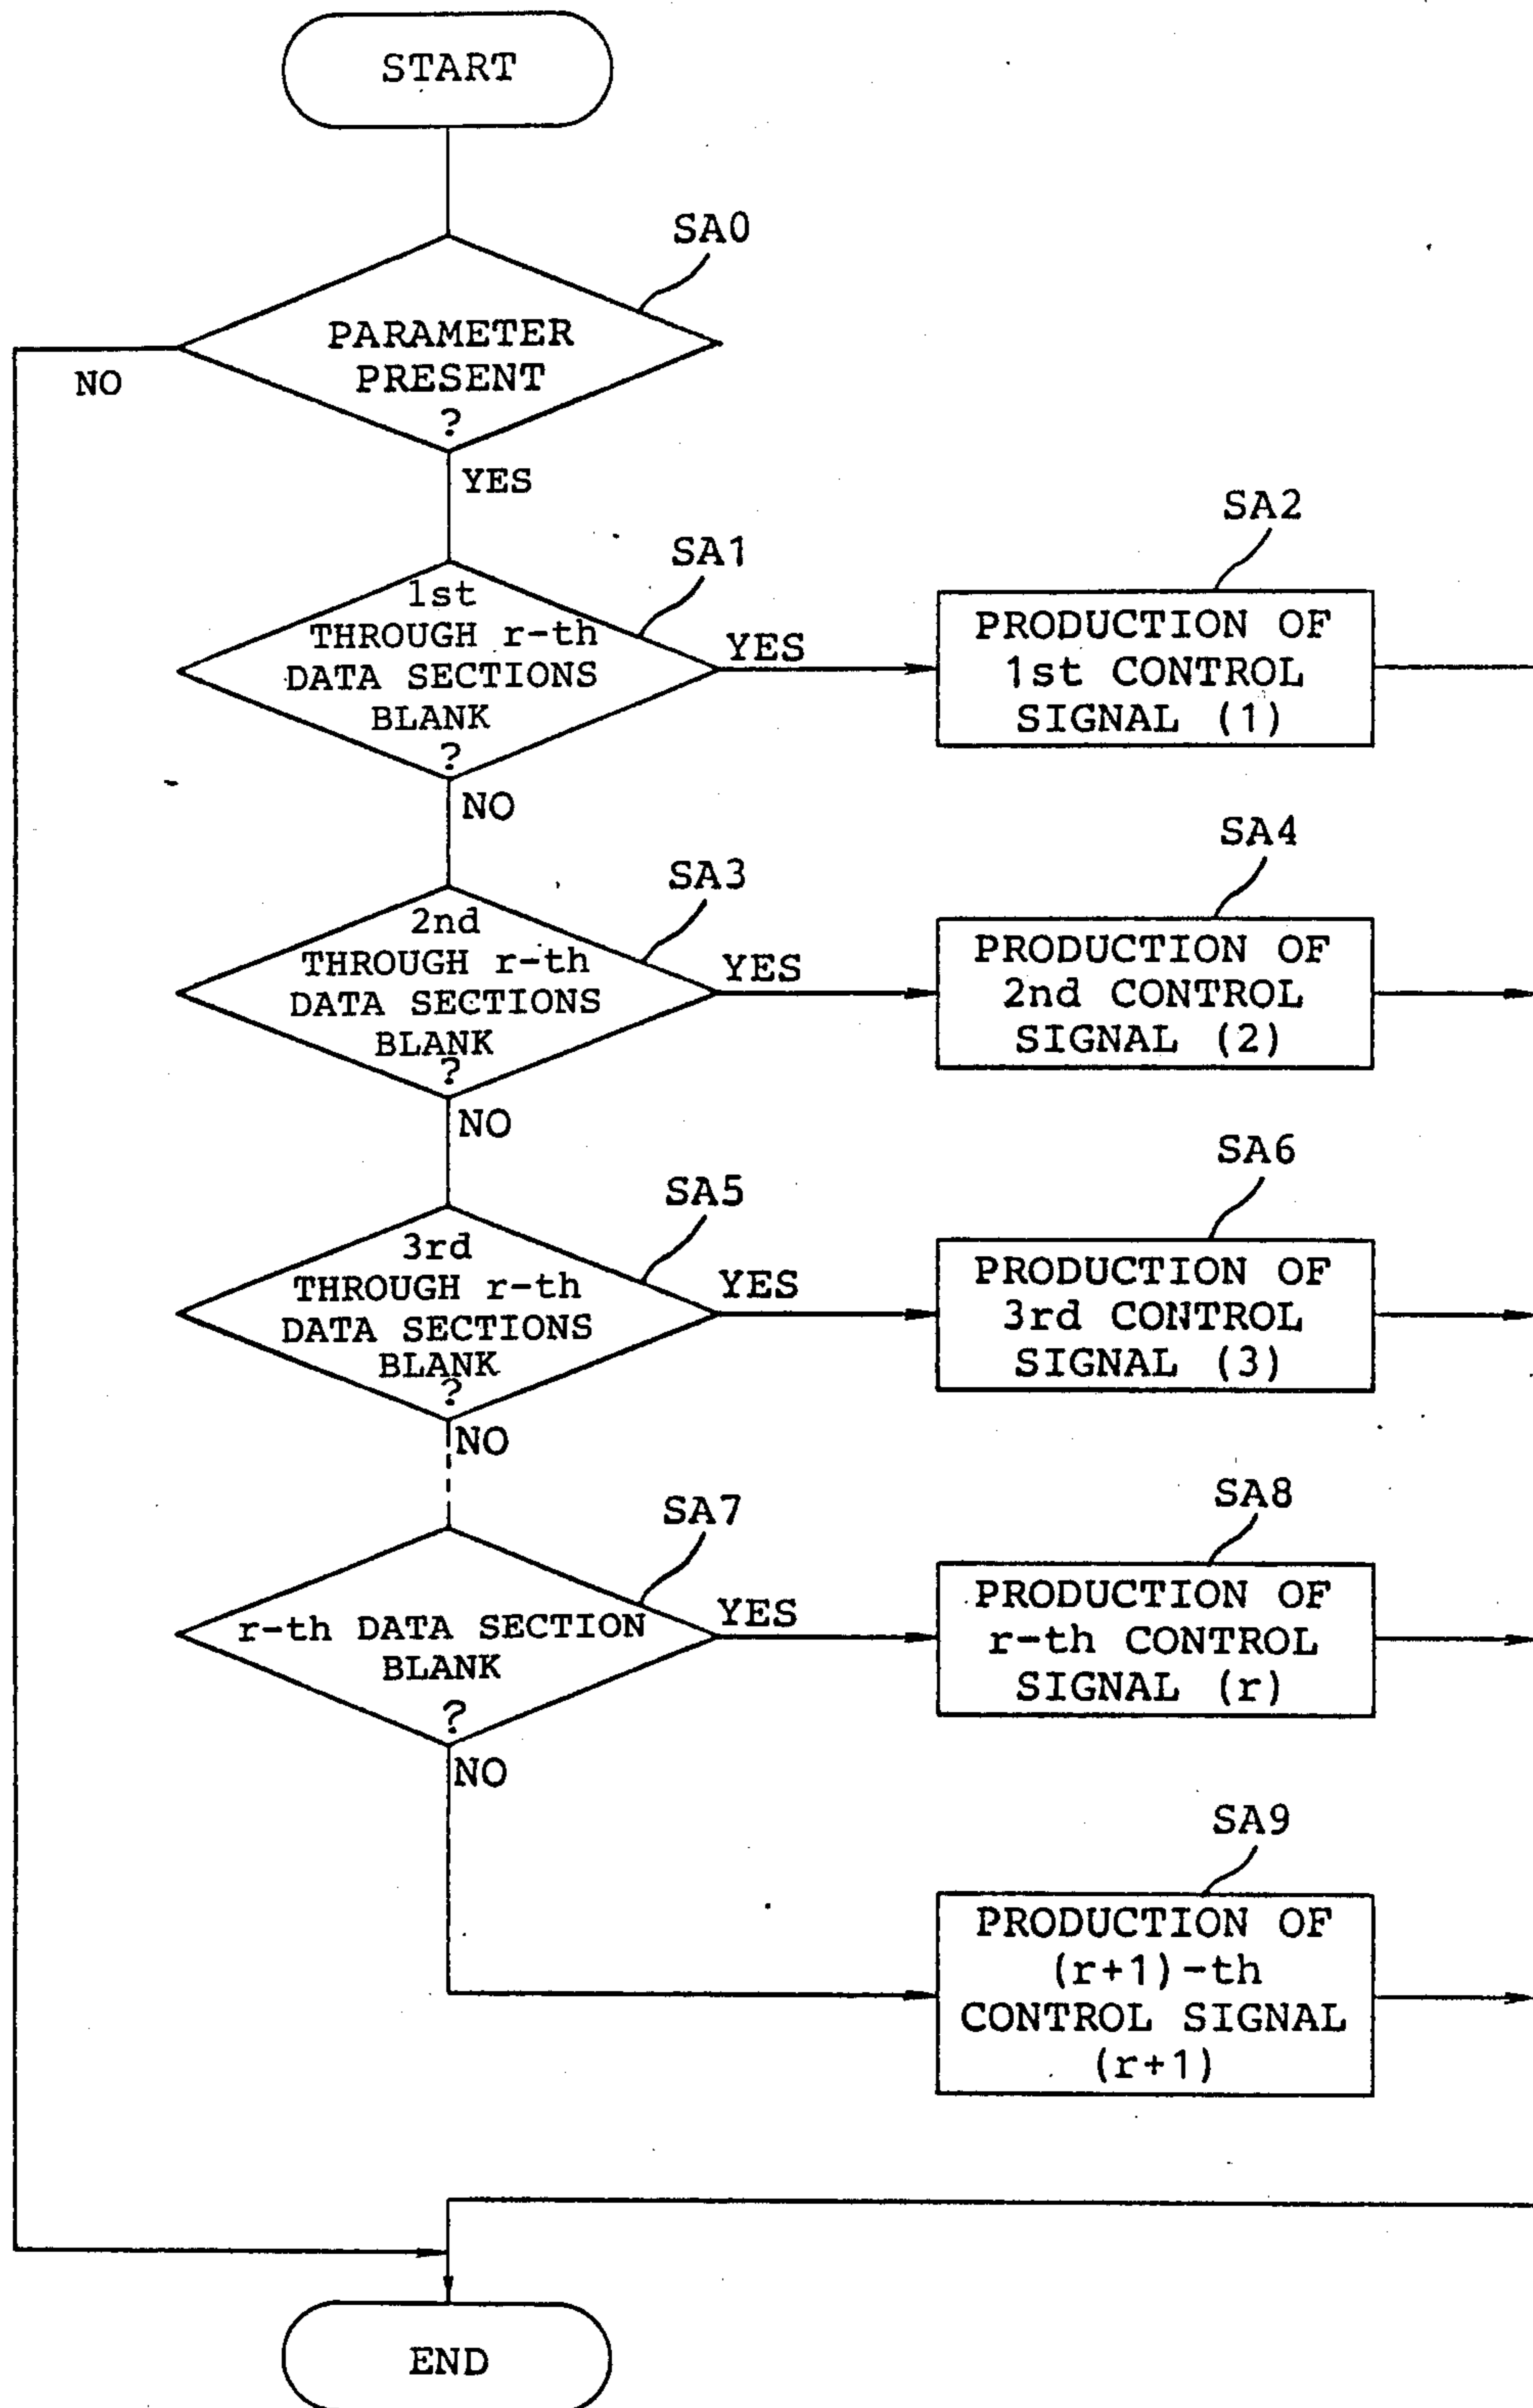 START
SA0
PARAMETER
PRESENT
?
NO
YES
SA1
1st
THROUGH r-th
DATA SECTIONS
BLANK
?
YES
NO
SA2
PRODUCTION OF
1st CONTROL
SIGNAL (1)
SA3
2nd
THROUGH r-th
DATA SECTIONS
BLANK
?
YES
NO
SA4
PRODUCTION OF
2nd CONTROL
SIGNAL (2)
SA5
3rd
THROUGH r-th
DATA SECTIONS
BLANK
?
YES
NO
SA6
PRODUCTION OF
3rd CONTROL
SIGNAL (3)
SA7
r-th DATA SECTION
BLANK
?
YES
NO
SA8
PRODUCTION OF
r-th CONTROL
SIGNAL (r)
SA9
PRODUCTION OF
(r+1)-th
CONTROL SIGNAL
(r+1)
END